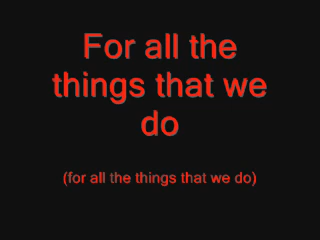 For all the
things that we
do
(for all the things that we do)